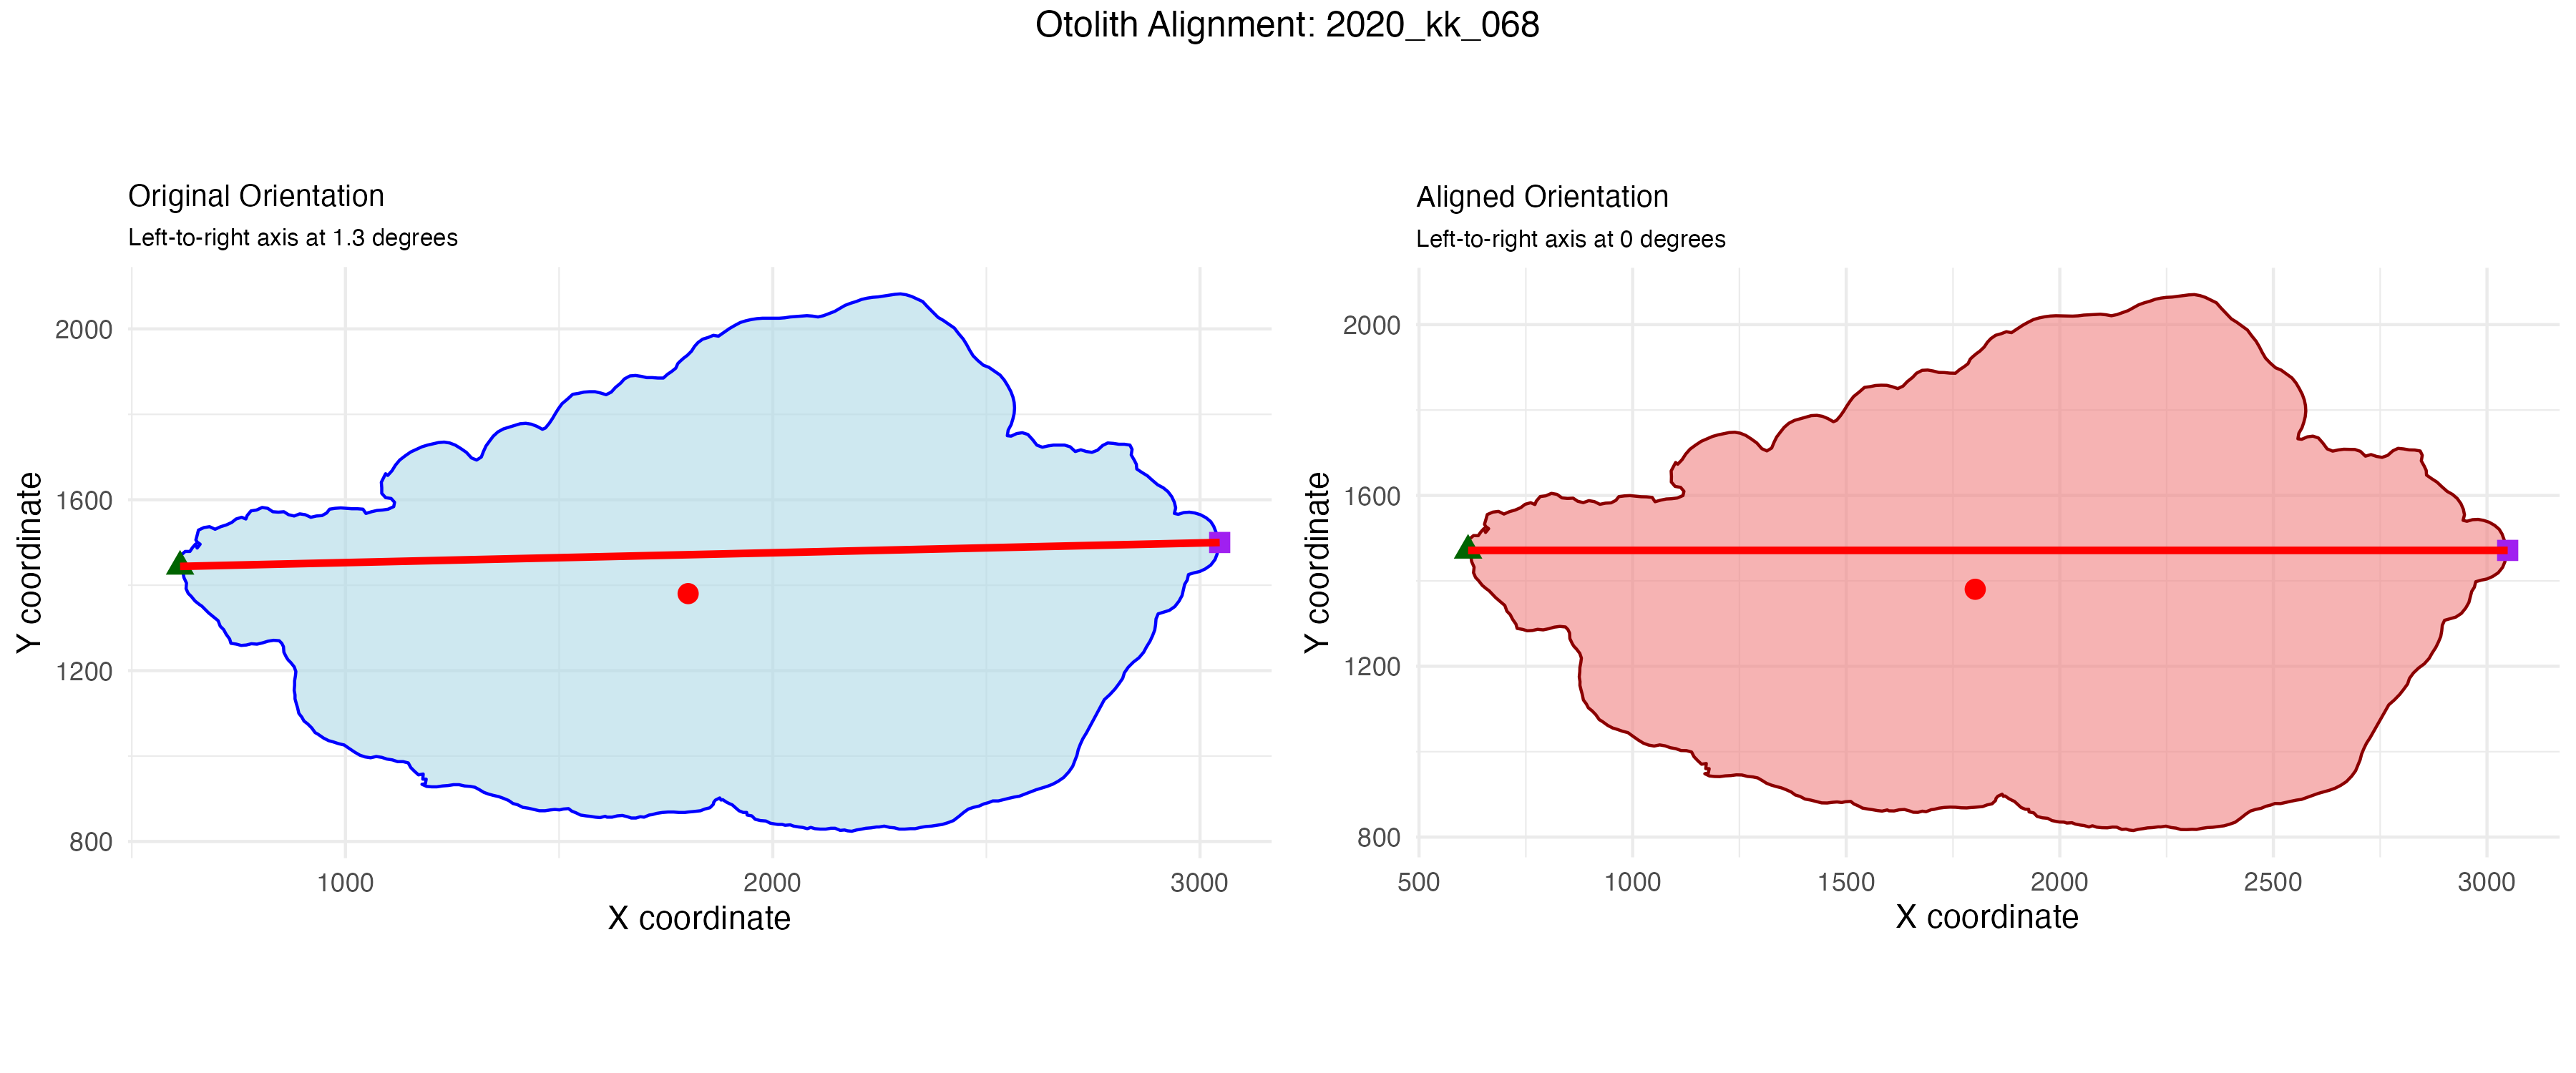 Otolith Alignment: 2020_kk_068
Original Orientation
Left-to-right axis at 1.3 degrees
Y coordinate
2000
1600
1200
800
1000
2000
3000
X coordinate
Aligned Orientation
Left-to-right axis at 0 degrees
Y coordinate
2000
1600
1200
800
500
1000
1500
2000
2500
3000
X coordinate